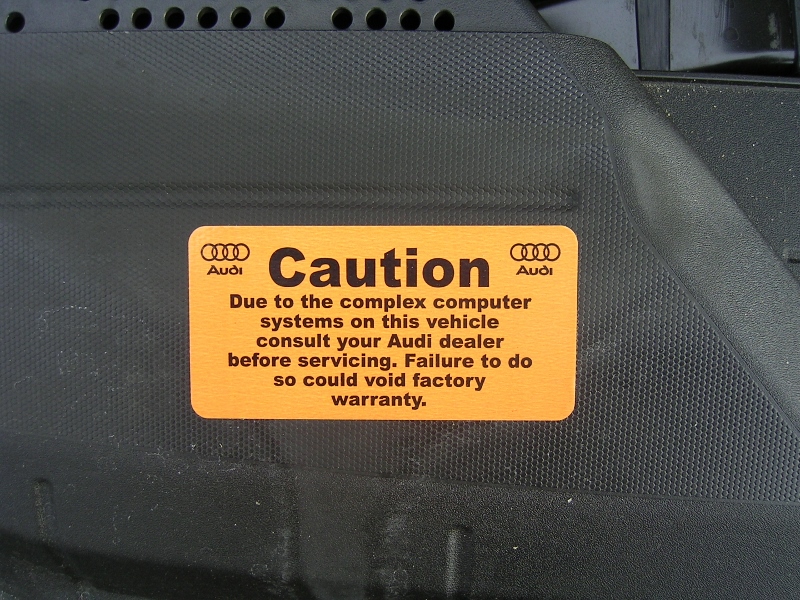 Audi Caution Audi
Due to the complex computer
systems on this vehicle
consult your Audi dealer
before servicing. Failure to do
so could void factory
warranty.